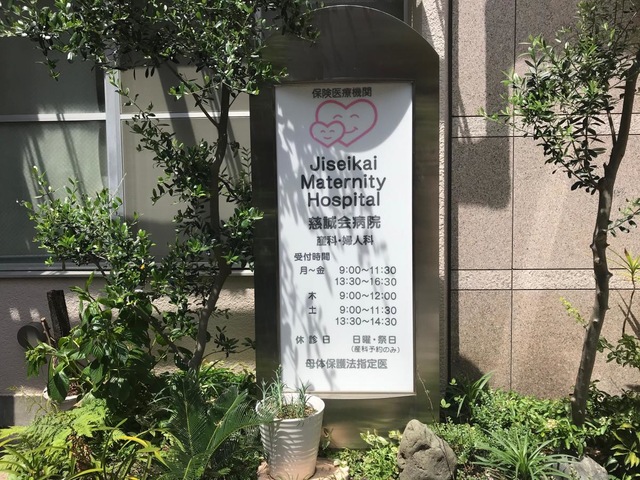 保険医療機関
Jiseikai
Maternity
Hospital
慈誠会病院
産科・婦人科
受付時間
月〜金 9:00〜11:30
13:30〜16:30
木 9:00〜12:00
土 9:00〜11:30
13:30〜14:30
休診日 日曜・祭日
(産科予約のみ)
母体保護法指定医